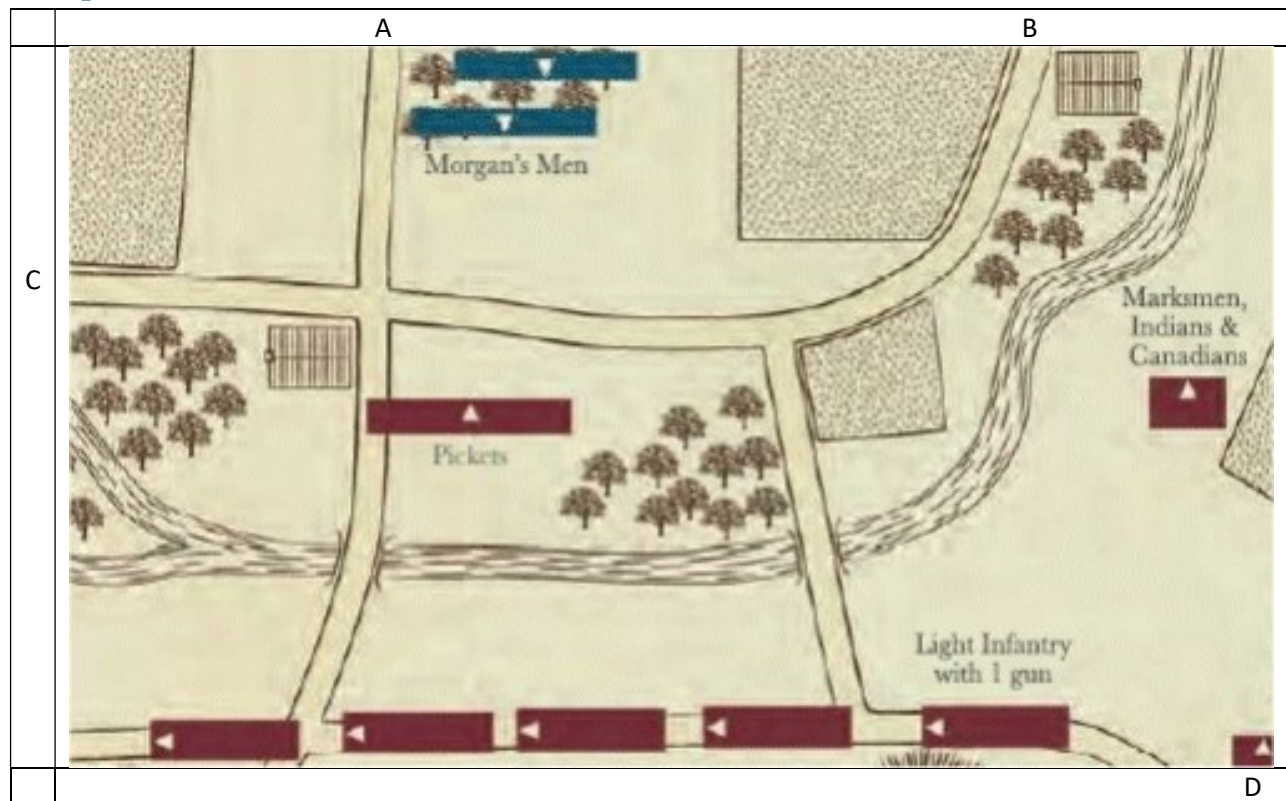 A
B
C
Morgan's Men
Marksmen,
Indians &
Canadians
Pickets
Light Infantry
with 1 gun
D